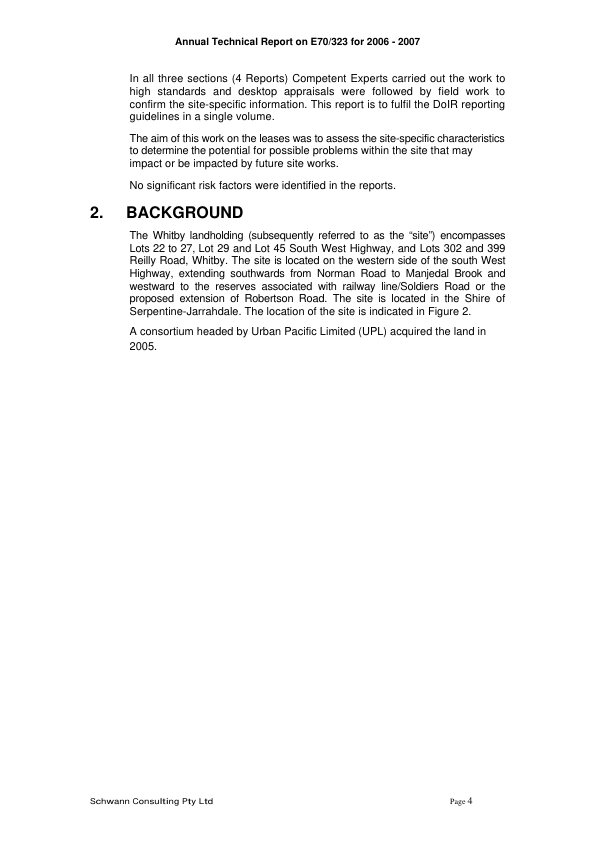 Annual Technical Report on E70/323 for 2006 - 2007
In all three sections (4 Reports) Competent Experts carried out the work to
high standards and desktop appraisals were followed by field work to
confirm the site-specific information. This report is to fulfil the DoIR reporting
guidelines in a single volume.
The aim of this work on the leases was to assess the site-specific characteristics
to determine the potential for possible problems within the site that may
impact or be impacted by future site works.
No significant risk factors were identified in the reports.
2. BACKGROUND
The Whitby landholding (subsequently referred to as the “site”) encompasses
Lots 22 to 27, Lot 29 and Lot 45 South West Highway, and Lots 302 and 399
Reilly Road, Whitby. The site is located on the western side of the south West
Highway, extending southwards from Norman Road to Manjedal Brook and
westward to the reserves associated with railway line/Soldiers Road or the
proposed extension of Robertson Road. The site is located in the Shire of
Serpentine-Jarrahdale. The location of the site is indicated in Figure 2.
A consortium headed by Urban Pacific Limited (UPL) acquired the land in
2005.
Schwann Consulting Pty Ltd Page 4